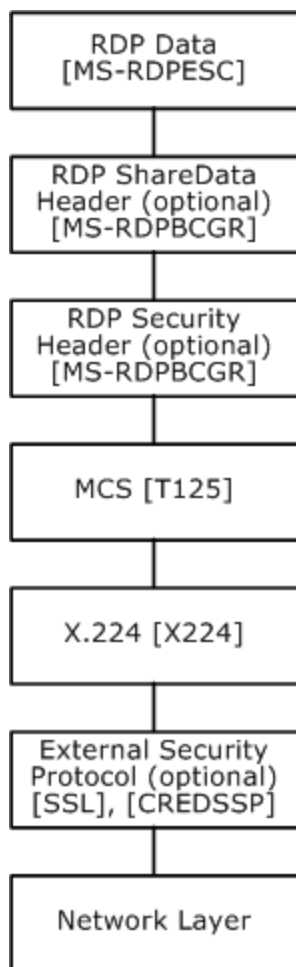 RDP Data
[MS-RDPESC]
RDP ShareData
Header (optional)
[MS-RDPBCGR]
RDP Security
Header (optional)
[MS-RDPBCGR]
MCS [T125]
X.224 [X224]
External Security
Protocol (optional)
[SSL], [CREDSSP]
Network Layer